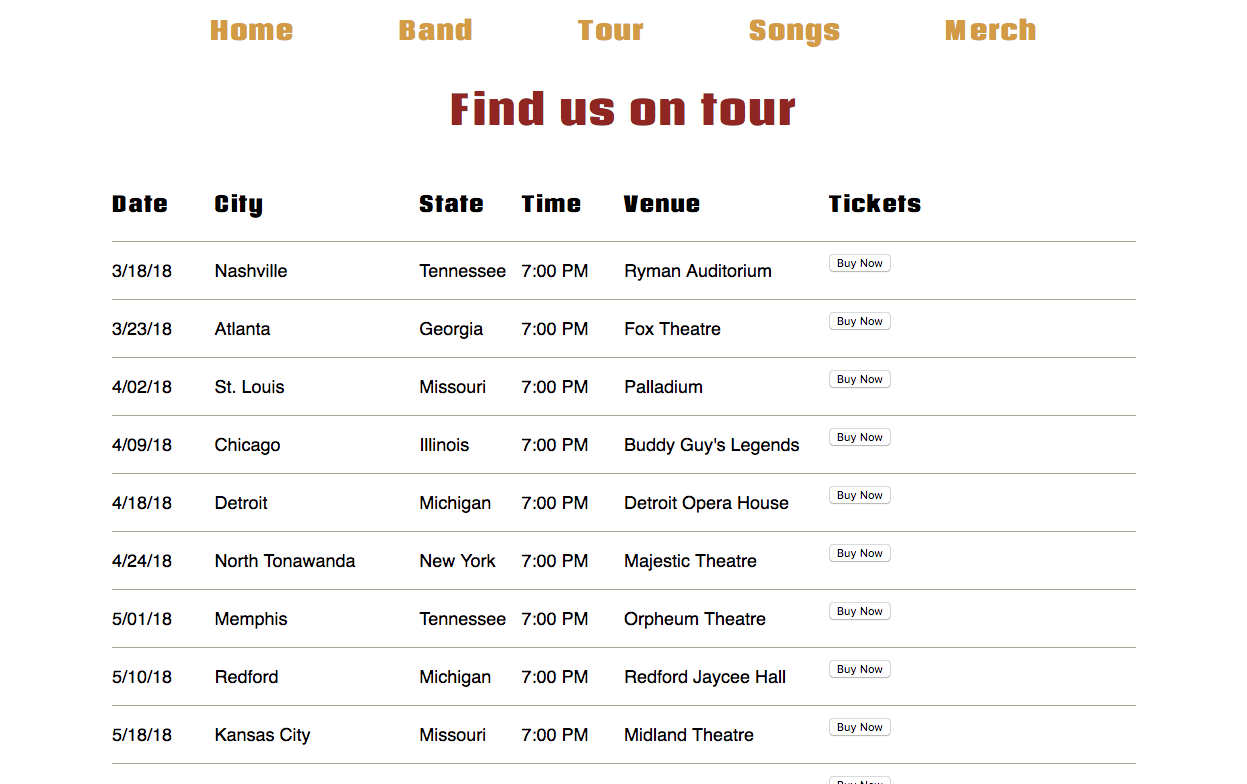 Home Band Tour Songs Merch
Find us on tour
Date City State Time Venue Tickets
3/18/18 Nashville Tennessee 7:00 PM Ryman Auditorium Buy Now
3/23/18 Atlanta Georgia 7:00 PM Fox Theatre Buy Now
4/02/18 St. Louis Missouri 7:00 PM Palladium Buy Now
4/09/18 Chicago Illinois 7:00 PM Buddy Guy's Legends Buy Now
4/18/18 Detroit Michigan 7:00 PM Detroit Opera House Buy Now
4/24/18 North Tonawanda New York 7:00 PM Majestic Theatre Buy Now
5/01/18 Memphis Tennessee 7:00 PM Orpheum Theatre Buy Now
5/10/18 Redford Michigan 7:00 PM Redford Jaycee Hall Buy Now
5/18/18 Kansas City Missouri 7:00 PM Midland Theatre Buy Now